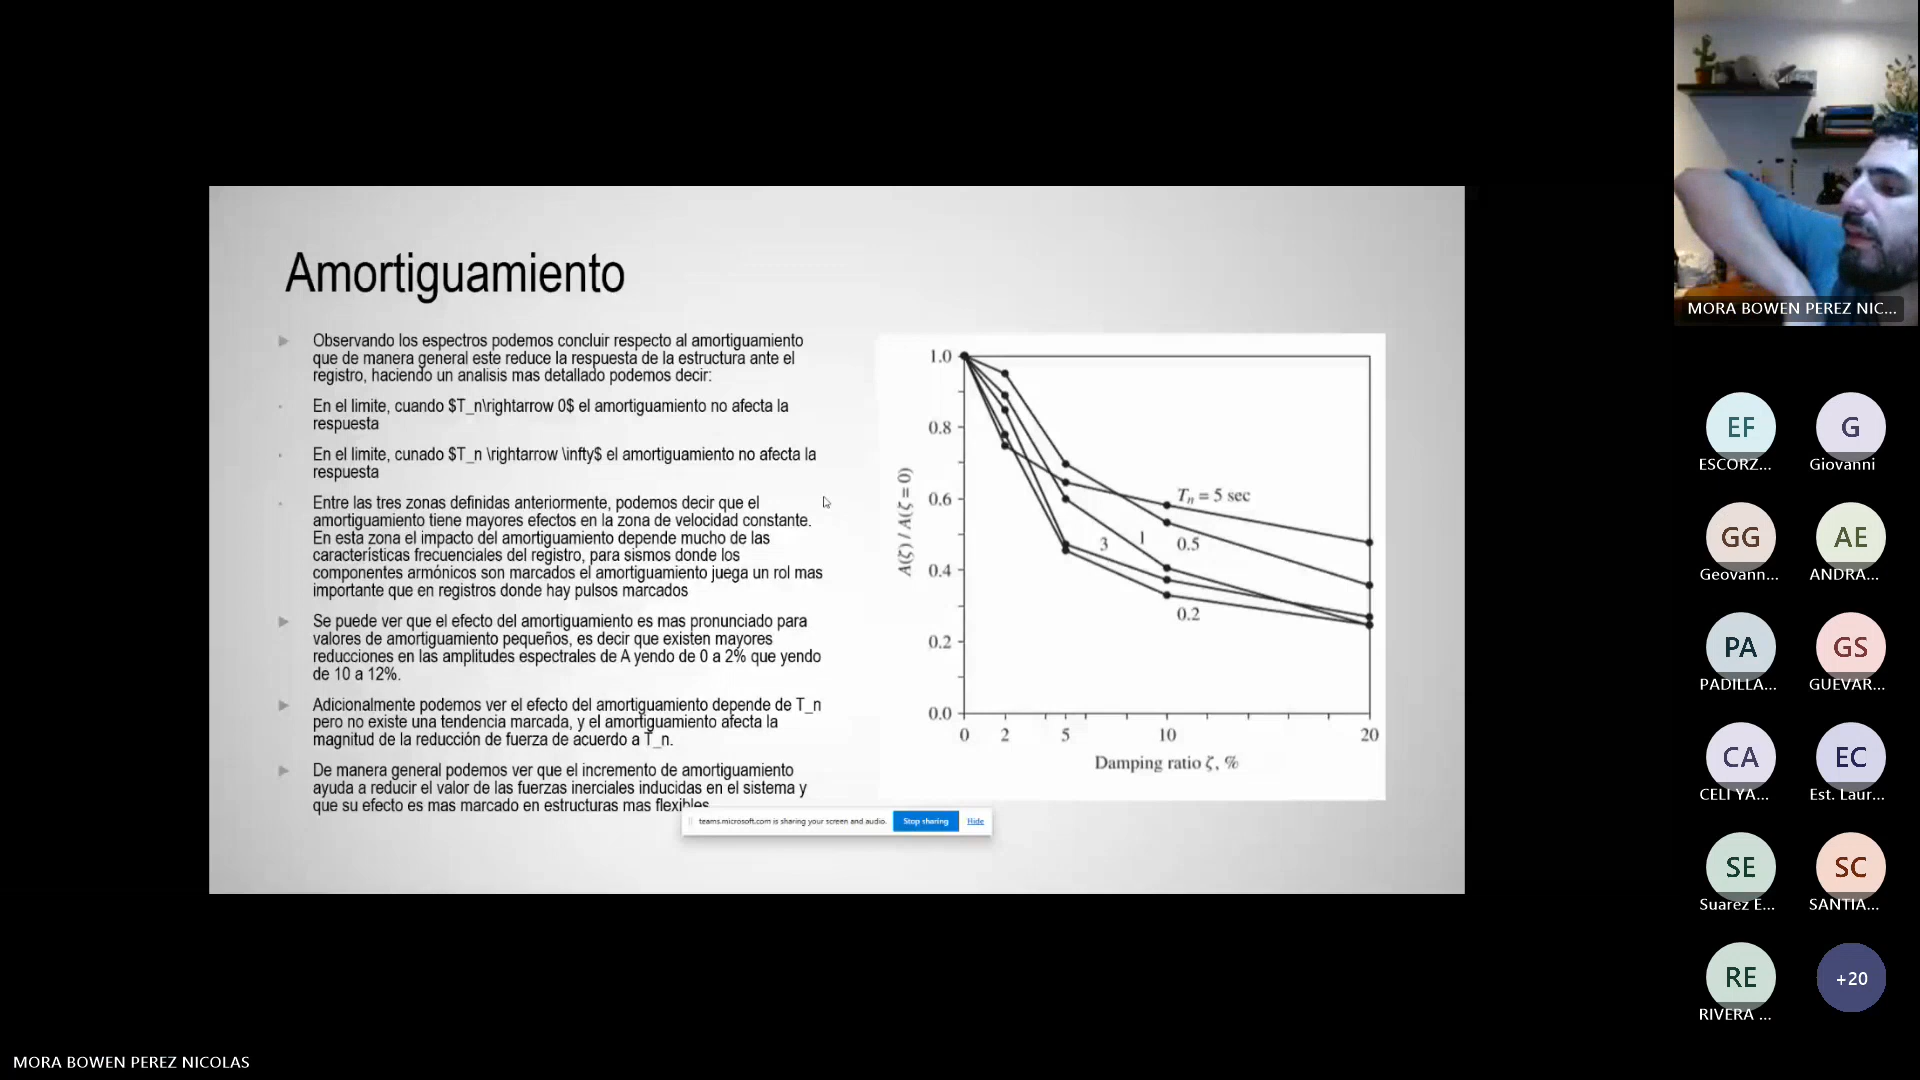 Amortiguamiento
Observando los espectros podemos concluir respecto al amortiguamiento
que de manera general este reduce la respuesta de la estructura ante el
registro, haciendo un analisis mas detallado podemos decir:
En el limite, cuando $T_n\rightarrow 0$ el amortiguamiento no afecta la
respuesta
En el limite, cunado $T_n \rightarrow \infty$ el amortiguamiento no afecta la
respuesta
Entre las tres zonas definidas anteriormente, podemos decir que el
amortiguamiento tiene mayores efectos en la zona de velocidad constante.
En esta zona el impacto del amortiguamiento depende mucho de las
características frecuenciales del registro, para sismos donde los
componentes armónicos son marcados el amortiguamiento juega un rol mas
importante que en registros donde hay pulsos marcados
Se puede ver que el efecto del amortiguamiento es mas pronunciado para
valores de amortiguamiento pequeños, es decir que existen mayores
reducciones en las amplitudes espectrales de A yendo de 0 a 2% que yendo
de 10 a 12%.
Adicionalmente podemos ver el efecto del amortiguamiento depende de T_n
pero no existe una tendencia marcada, y el amortiguamiento afecta la
magnitud de la reducción de fuerza de acuerdo a T_n.
De manera general podemos ver que el incremento de amortiguamiento
ayuda a reducir el valor de las fuerzas inerciales inducidas en el sistema y
que su efecto es mas marcado en estructuras mas flexibles
teams.microsoft.com is sharing your screen and audio.
Stop sharing
Hide
1.0
0.8
0.6
0.4
0.2
0.0
A(ζ) / A(ζ = 0)
Tn = 5 sec
3
1
0.5
0.2
0 2 5 10 20
Damping ratio ζ, %
MORA BOWEN PEREZ NIC...
EF
G
ESCORZ...
Giovanni
GG
AE
Geovann...
ANDRA...
PA
GS
PADILLA...
GUEVAR...
CA
EC
CELI YA...
Est. Laur...
SE
SC
Suarez E...
SANTIA...
RE
+20
RIVERA ...
MORA BOWEN PEREZ NICOLAS